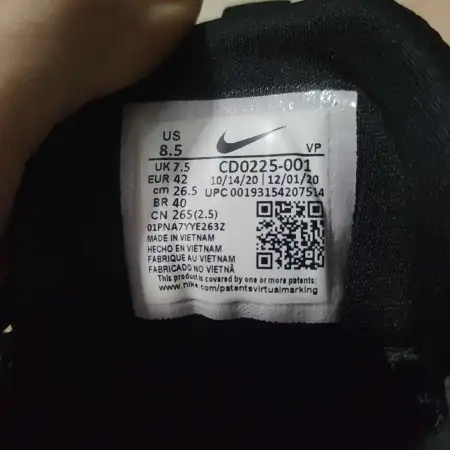 US
8.5
VP
UK 7.5
CD0225-001
EUR 42
10/14/20 | 12/01/20
cm 26.5
UPC 00193154207514
BR 40
CN 265(2.5)
01PNA7YYE263Z
MADE IN VIETNAM
HECHO EN VIETNAM
FABRIQUE AU VIETNAM
FABRICADO NO VIETNÃ
This product is covered by one or more patents:
www.nike.com/patentsvirtualmarking